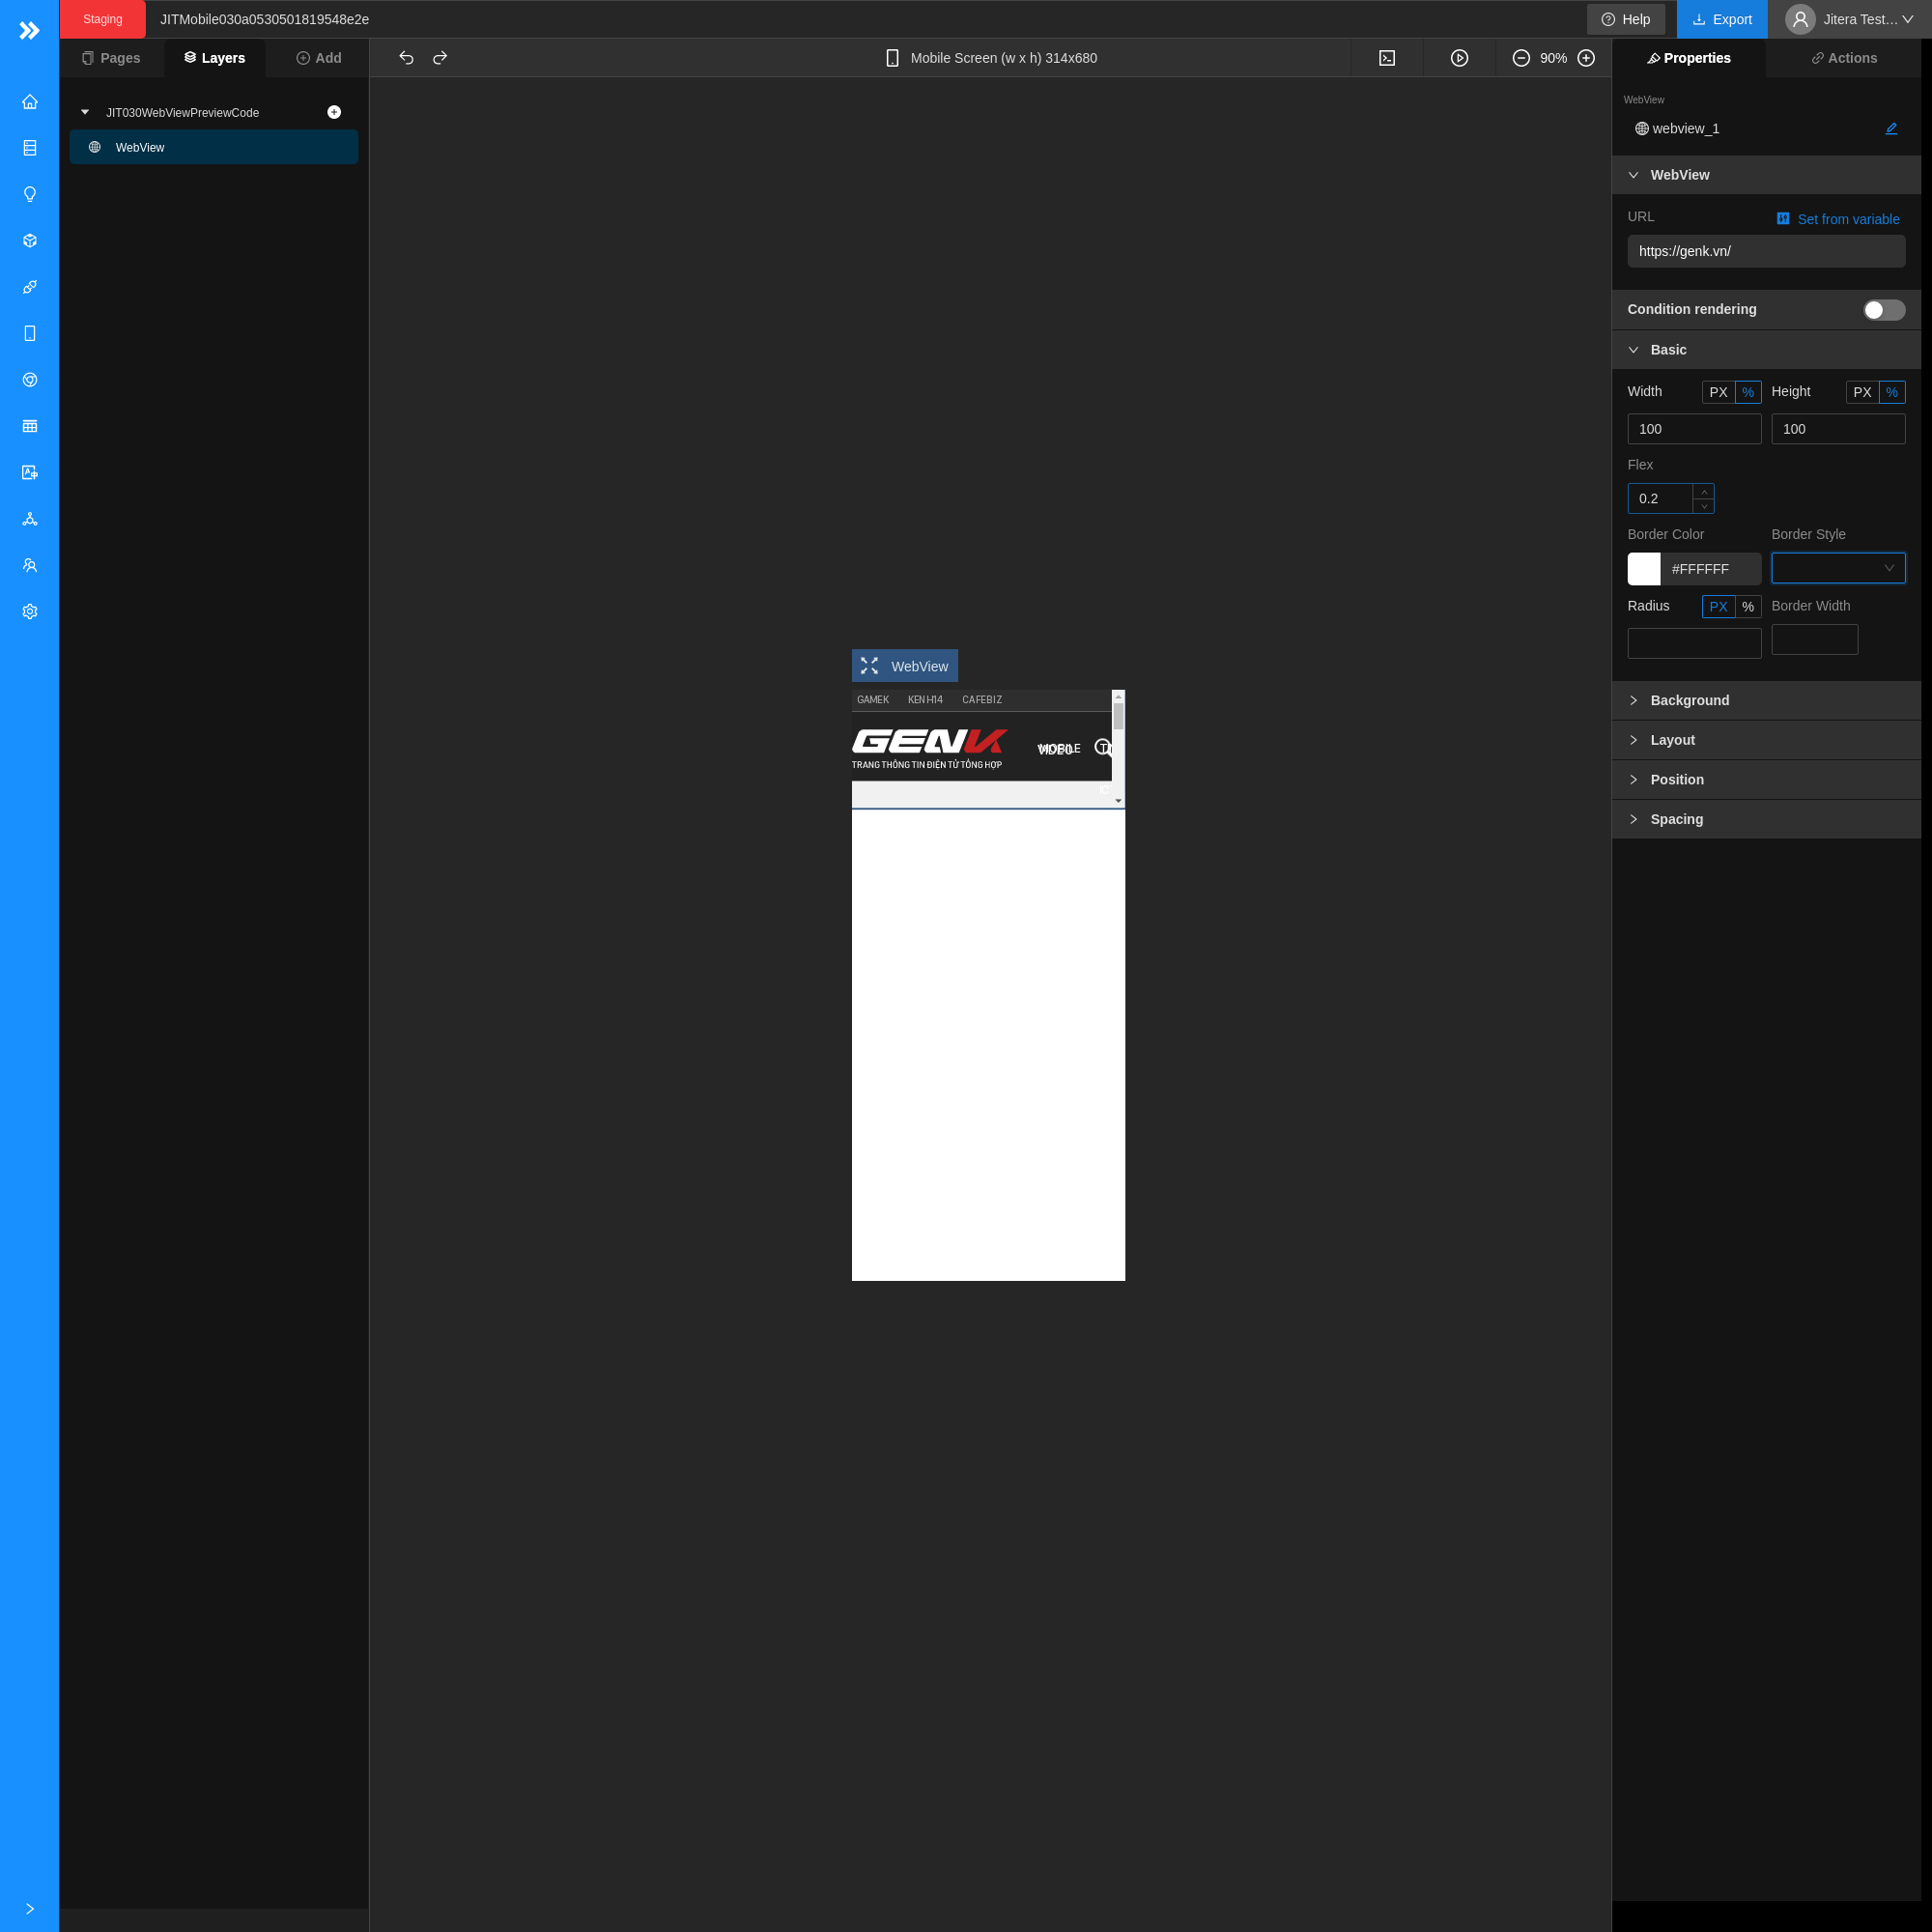 Staging
JITMobile030a0530501819548e2e
Help
Export
Jitera Test...
Pages
Layers
Add
Mobile Screen (w x h) 314x680
90%
Properties
Actions
JIT030WebViewPreviewCode
WebView
WebView
webview_1
WebView
URL
Set from variable
https://genk.vn/
Condition rendering
Basic
Width
PX
%
Height
PX
%
100
100
Flex
0.2
Border Color
Border Style
#FFFFFF
Radius
PX
%
Border Width
Background
Layout
Position
Spacing
WebView
GAMEK
KENH14
CAFEBIZ
GENK
TRANG THÔNG TIN ĐIỆN TỬ TỔNG HỢP
VIDEO
MOBILE